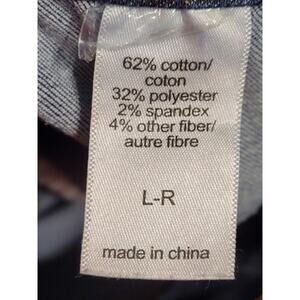 62% cotton/
coton
32% polyester
2% spandex
4% other fiber/
autre fibre
L-R
made in china